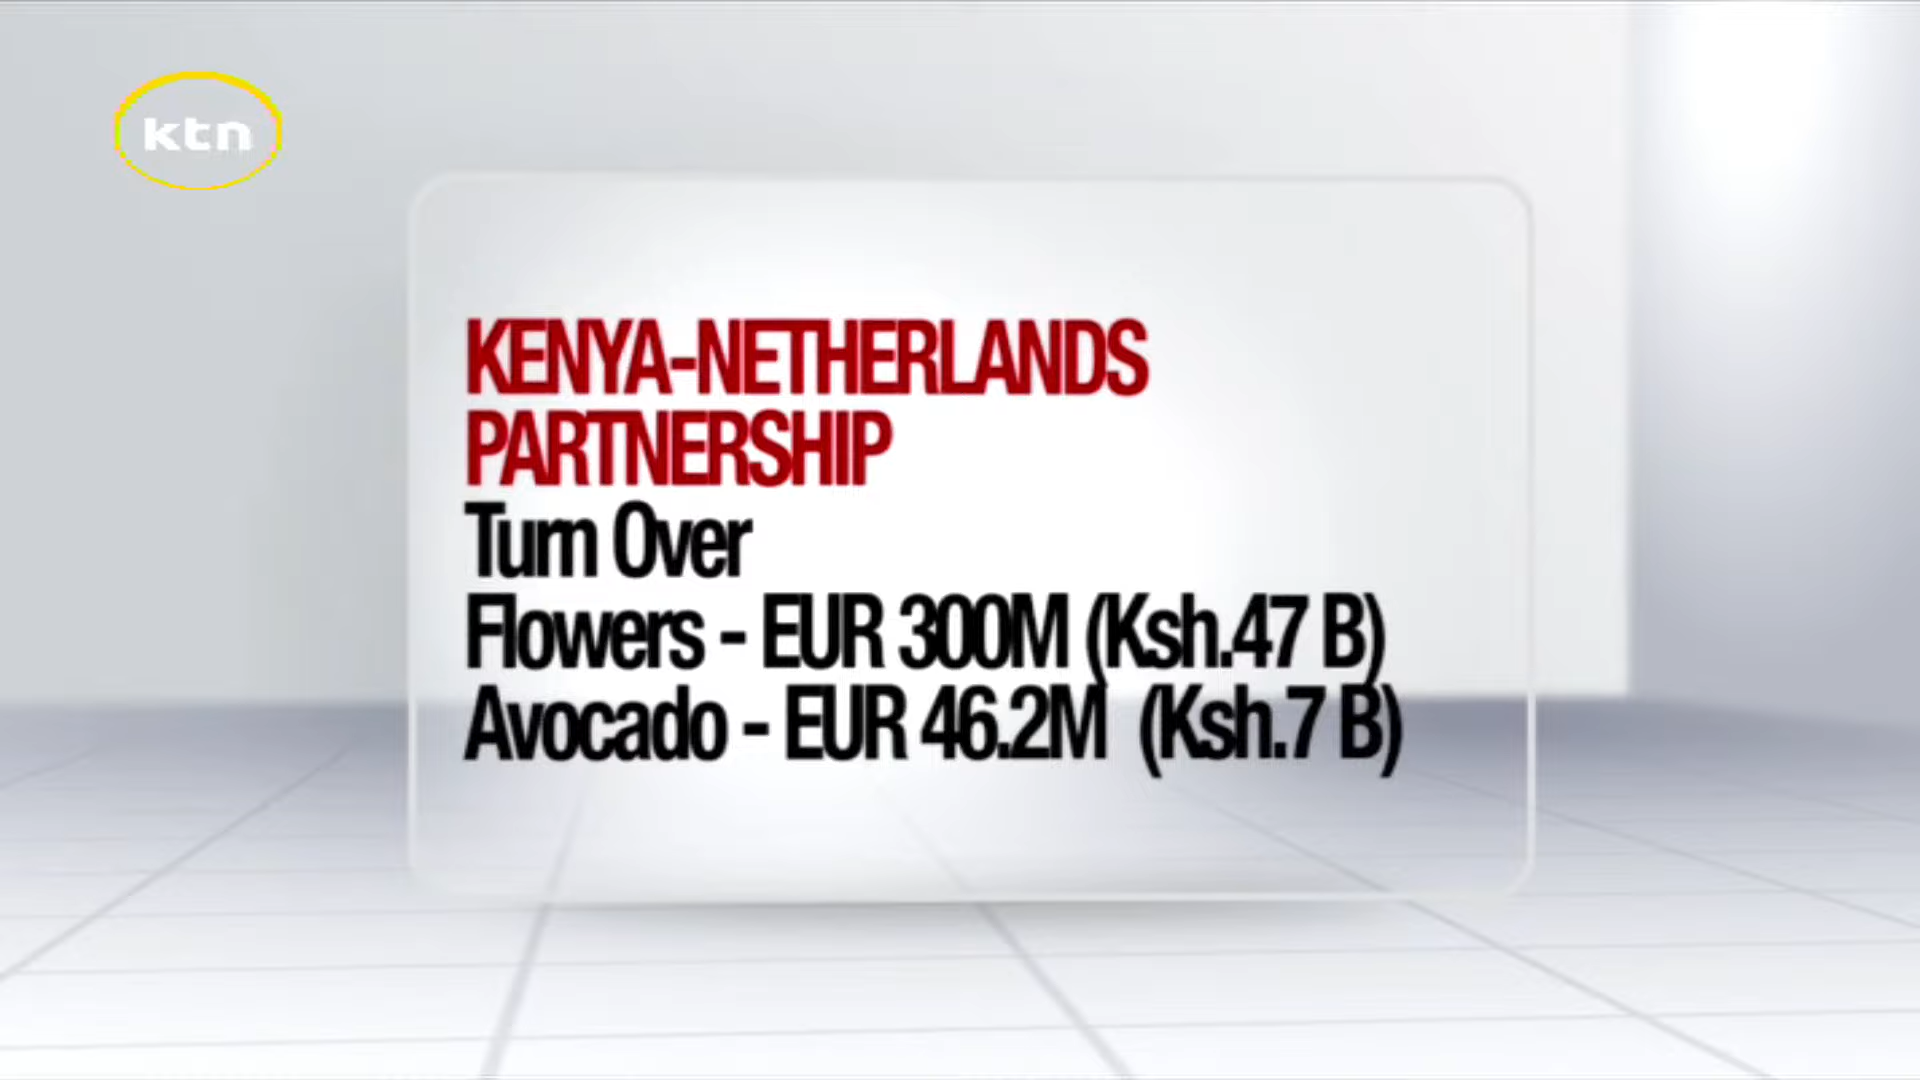 ktn
KENYA-NETHERLANDS
PARTNERSHIP
Turn Over
Flowers - EUR 300M (Ksh.47 B)
Avocado - EUR 46.2M (Ksh.7 B)